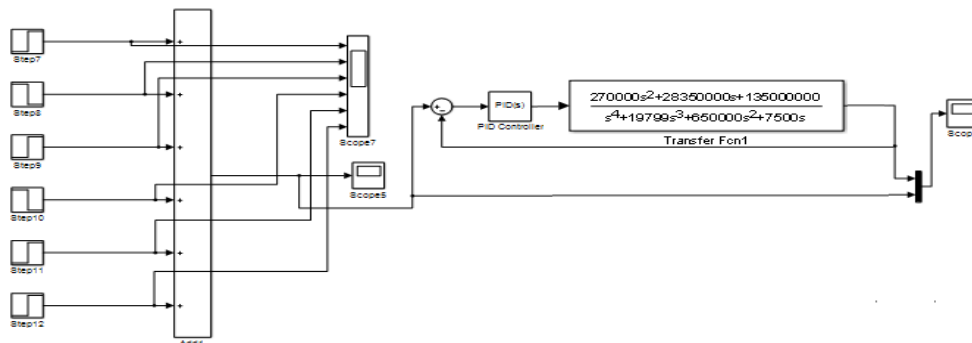 Step7
Step8
Step9
Step10
Step11
Step12
+
+
+
+
+
+
Scope7
Scope5
+
−
PID(s)
PID Controller
270000s²+28350000s+135000000
s⁴+19799s³+650000s²+7500s
Transfer Fcn1